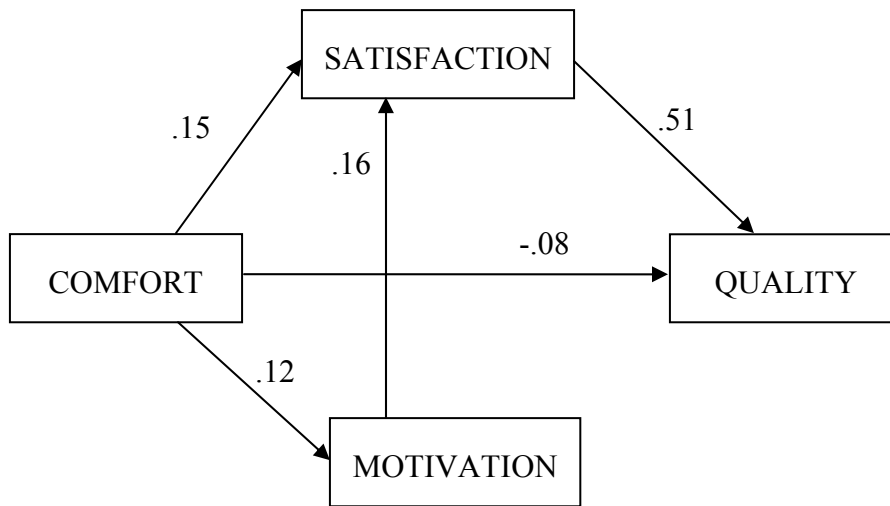 SATISFACTION
.15
.51
.16
-.08
COMFORT
QUALITY
.12
MOTIVATION